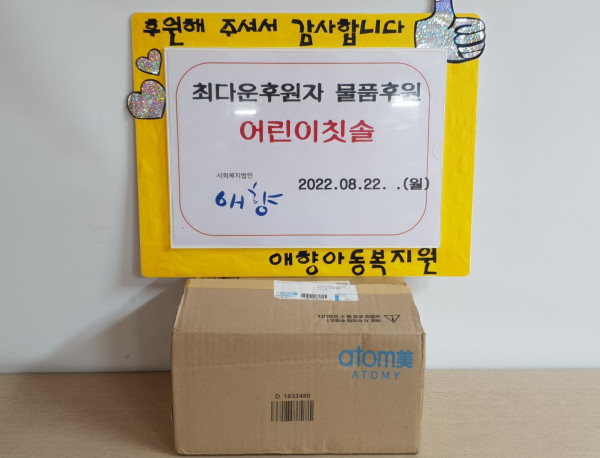 후원해 주셔서 감사합니다
최다운후원자 물품후원
어린이칫솔
사회복지법인
애향
2022.08.22. .(월)
애향아동복지원
atom美
ATOMY
D 1833480